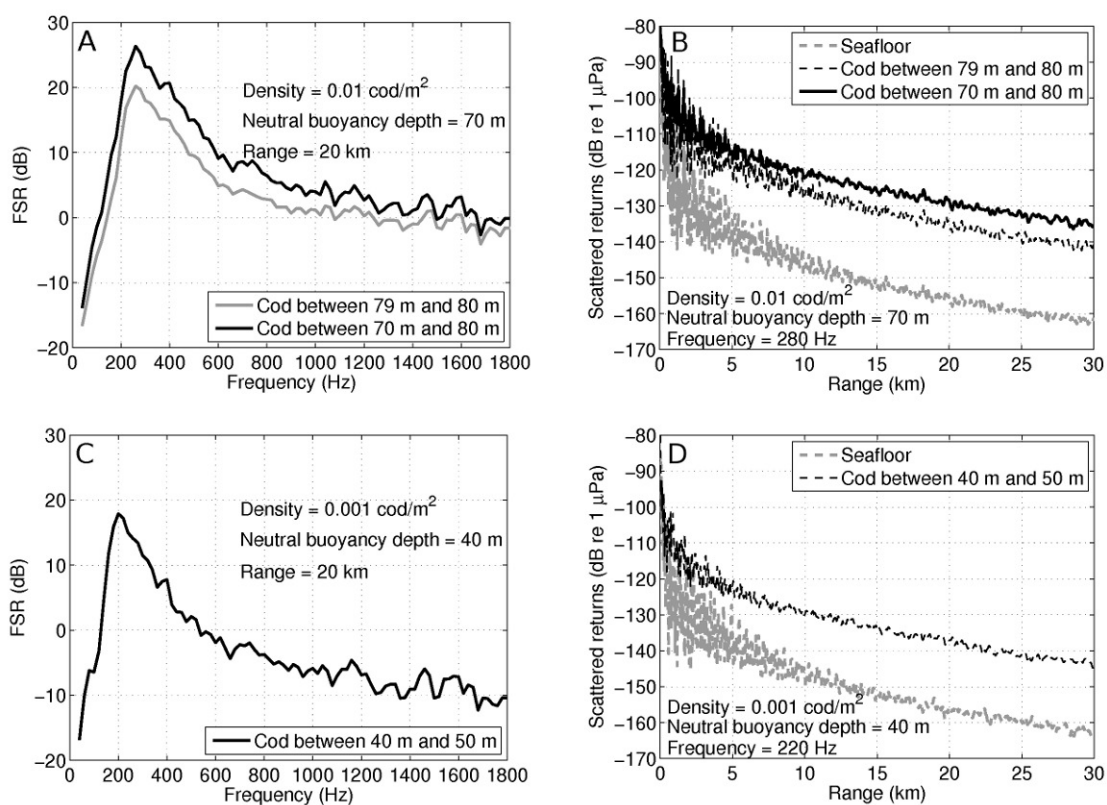 A
30
20
10
0
−10
−20
FSR (dB)
Density = 0.01 cod/m²
Neutral buoyancy depth = 70 m
Range = 20 km
Cod between 79 m and 80 m
Cod between 70 m and 80 m
0 200 400 600 800 1000 1200 1400 1600 1800
Frequency (Hz)
B
−80
−90
−100
−110
−120
−130
−140
−150
−160
−170
Scattered returns (dB re 1 μPa)
Seafloor
Cod between 79 m and 80 m
Cod between 70 m and 80 m
Density = 0.01 cod/m²
Neutral buoyancy depth = 70 m
Frequency = 280 Hz
0 5 10 15 20 25 30
Range (km)
C
30
20
10
0
−10
−20
FSR (dB)
Density = 0.001 cod/m²
Neutral buoyancy depth = 40 m
Range = 20 km
Cod between 40 m and 50 m
0 200 400 600 800 1000 1200 1400 1600 1800
Frequency (Hz)
D
−80
−90
−100
−110
−120
−130
−140
−150
−160
−170
Scattered returns (dB re 1 μPa)
Seafloor
Cod between 40 m and 50 m
Density = 0.001 cod/m²
Neutral buoyancy depth = 40 m
Frequency = 220 Hz
0 5 10 15 20 25 30
Range (km)